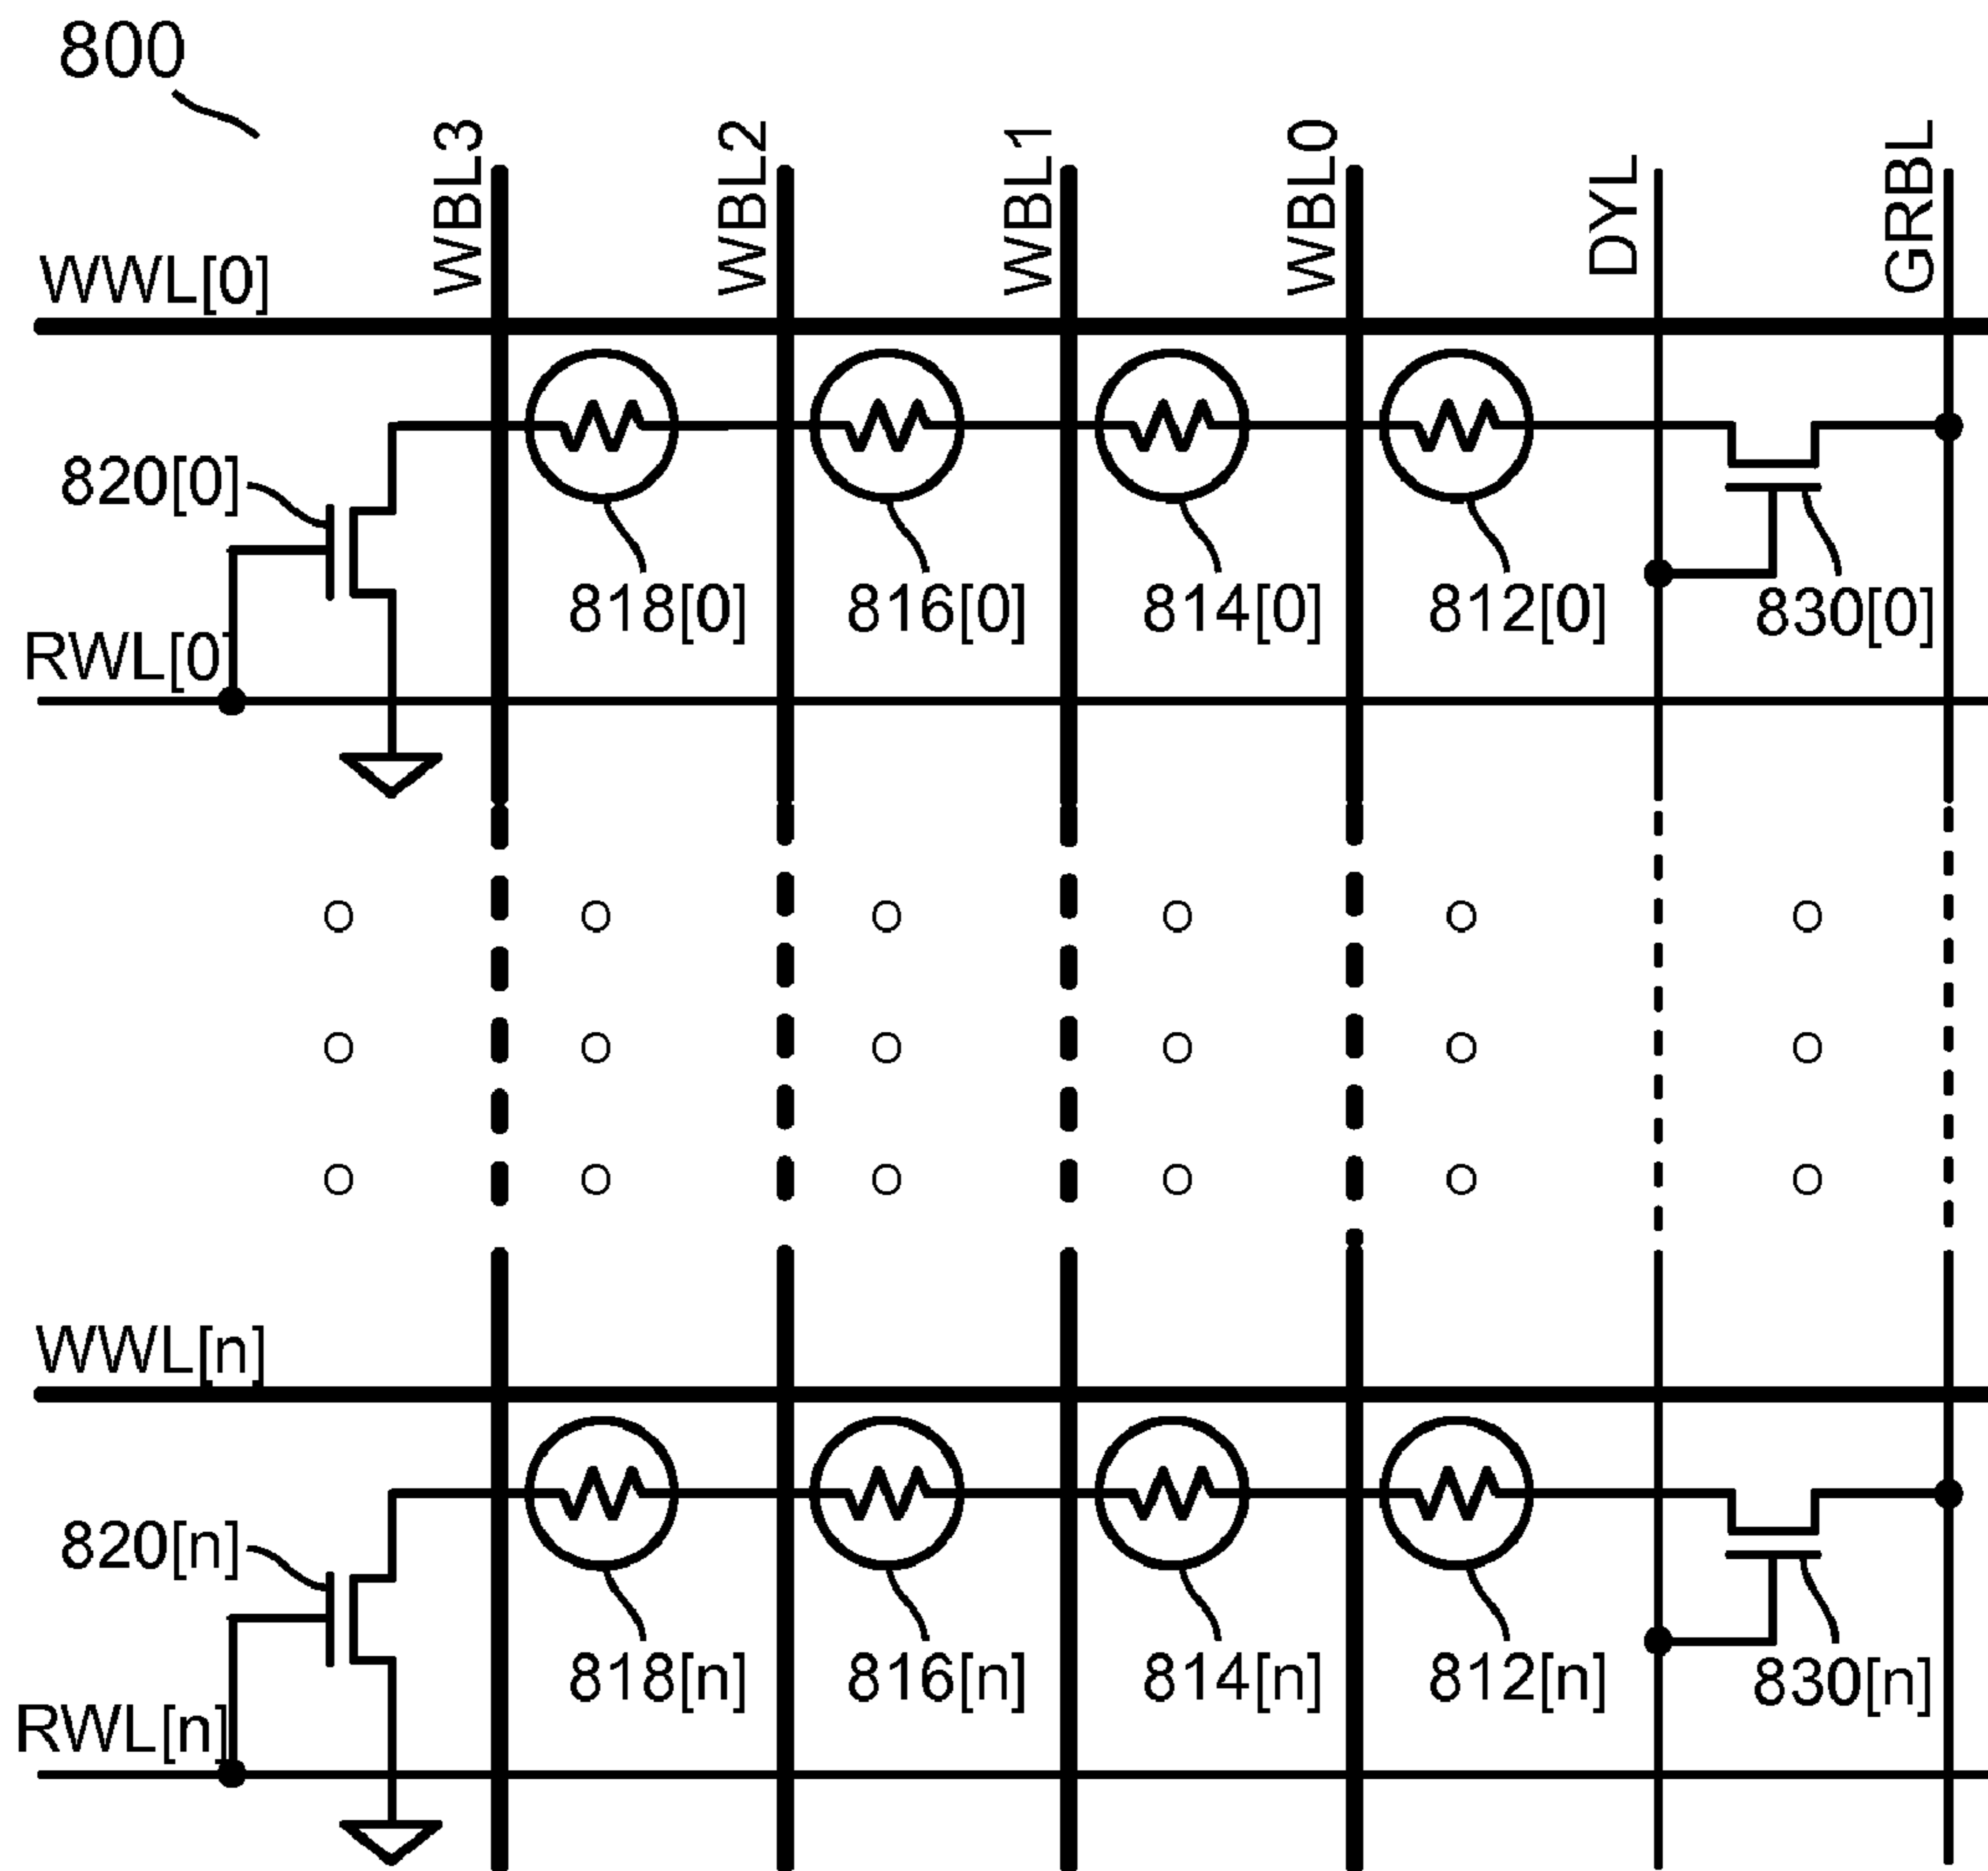 800
WBL3 WBL2 WBL1 WBL0 DYL GRBL
WWL[0]
820[0]
818[0] 816[0] 814[0] 812[0] 830[0]
RWL[0]
WWL[n]
820[n]
818[n] 816[n] 814[n] 812[n] 830[n]
RWL[n]